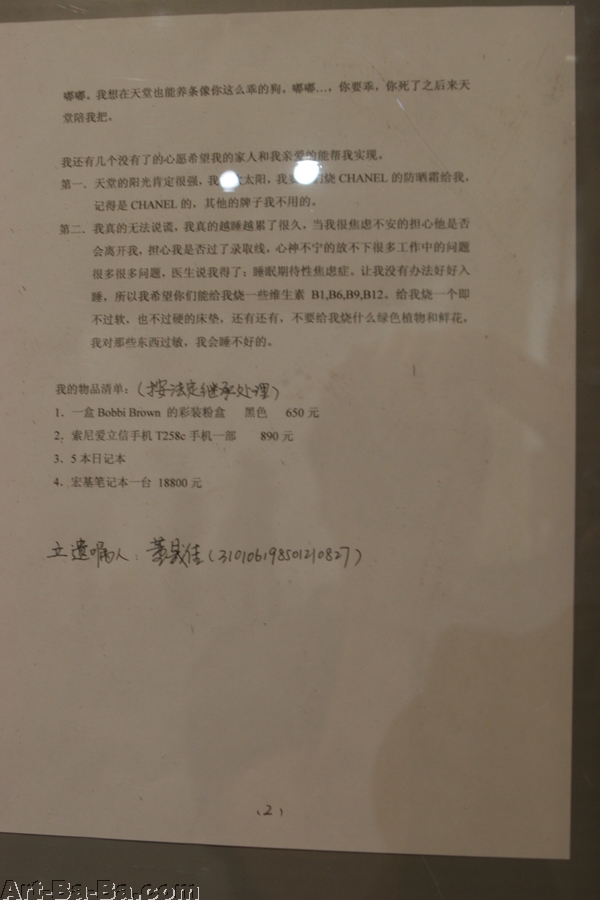 嘟嘟。我想在天堂也能养条像你这么乖的狗。嘟嘟…，你要乖，你死了之后来天
堂陪我把。
我还有几个没有了的心愿希望我的家人和我亲爱的能帮我实现。
第一、天堂的阳光肯定很强，我 太阳，我 烧 CHANEL 的防晒霜给我，
记得是 CHANEL 的，其他的牌子我不用的。
第二、我真的无法说谎，我真的越睡越累了很久，当我很焦虑不安的担心他是否
会离开我，担心我是否过了录取线，心神不宁的放不下很多工作中的问题
很多很多问题，医生说我得了：睡眠期待性焦虑症。让我没有办法好好入
睡，所以我希望你们能给我烧一些维生素 B1,B6,B9,B12。给我烧一个即
不过软、也不过硬的床垫，还有还有，不要给我烧什么绿色植物和鲜花，
我对那些东西过敏，我会睡不好的。
我的物品清单：（按法定继承处理）
1、一盒 Bobbi Brown 的彩装粉盒 黑色 650 元
2、索尼爱立信手机 T258c 手机一部 890 元
3、5 本日记本
4、宏基笔记本一台 18800 元
立遗嘱人：董晟佳（310106198501210827）
（2）
Art-Ba-Ba.com/